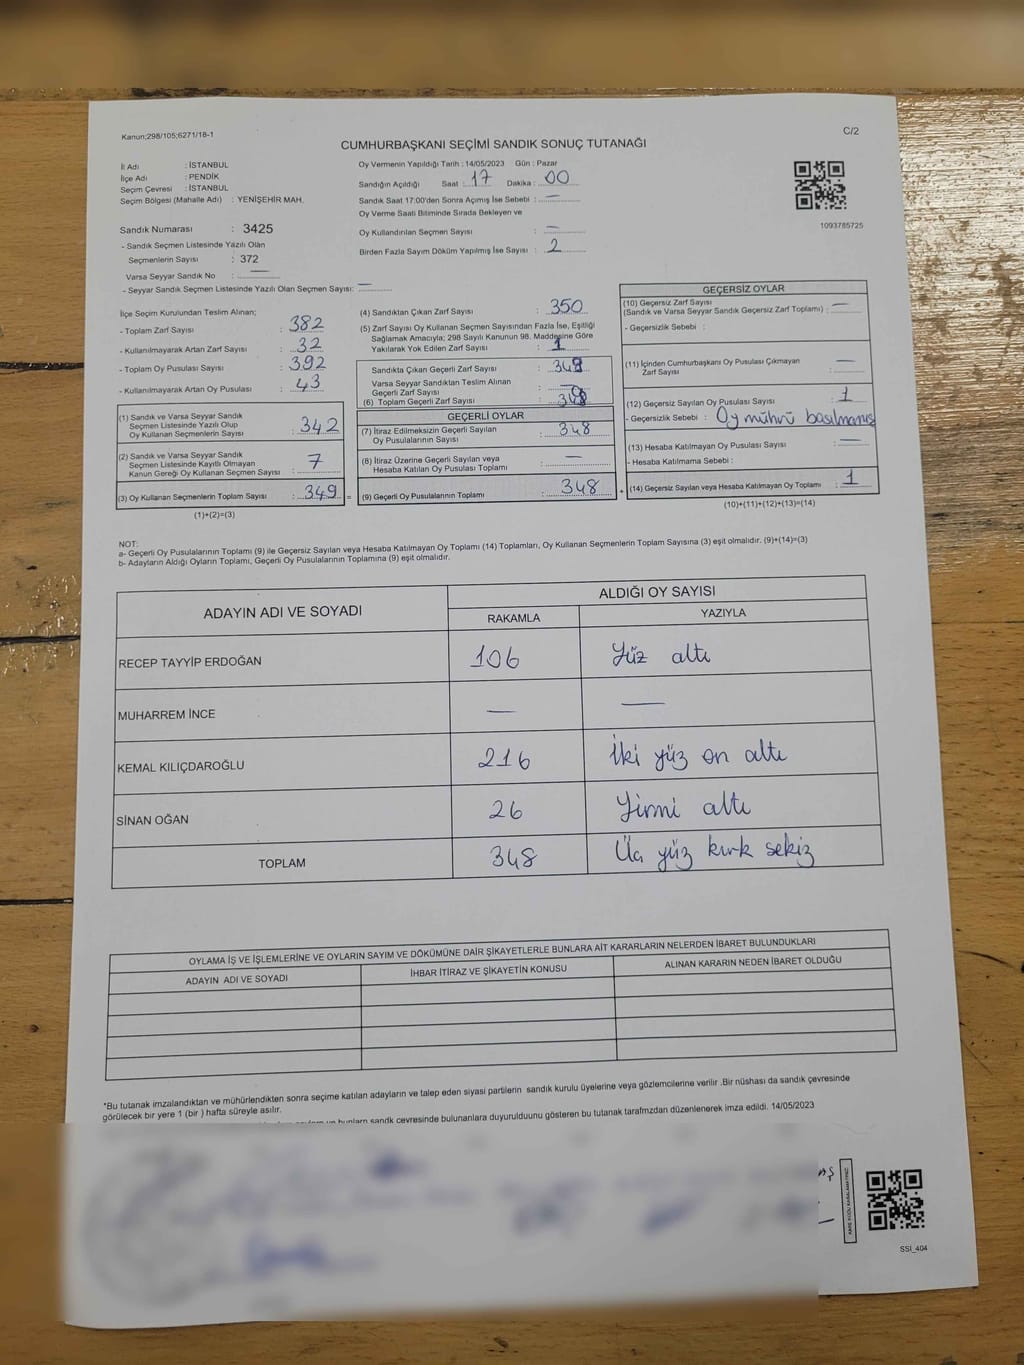 Kanun;298/105;6271/18-1
C/2
CUMHURBAŞKANI SEÇİMİ SANDIK SONUÇ TUTANAĞI
İl Adı : İSTANBUL
İlçe Adı : PENDİK
Seçim Çevresi : İSTANBUL
Seçim Bölgesi (Mahalle Adı) : YENİŞEHİR MAH.
Sandık Numarası : 3425
- Sandık Seçmen Listesinde Yazılı Olan
Seçmenlerin Sayısı : 372
Varsa Seyyar Sandık No : —
- Seyyar Sandık Seçmen Listesinde Yazılı Olan Seçmen Sayısı: —
Oy Vermenin Yapıldığı Tarih : 14/05/2023 Gün : Pazar
Sandığın Açıldığı Saat : 17 Dakika : 00
Sandık Saat 17:00'den Sonra Açımış İse Sebebi : —
Oy Verme Saati Bitiminde Sırada Bekleyen ve
Oy Kullandırılan Seçmen Sayısı : —
Birden Fazla Sayım Döküm Yapılmış İse Sayısı : 2
1093785725
İlçe Seçim Kurulundan Teslim Alınan;
- Toplam Zarf Sayısı : 382
- Kullanılmayarak Artan Zarf Sayısı : 32
- Toplam Oy Pusulası Sayısı : 392
- Kullanılmayarak Artan Oy Pusulası : 43
(1) Sandık ve Varsa Seyyar Sandık
Seçmen Listesinde Yazılı Olup
Oy Kullanan Seçmenlerin Sayısı : 342
(2) Sandık ve Varsa Seyyar Sandık
Seçmen Listesinde Kayıtlı Olmayan
Kanun Gereği Oy Kullanan Seçmen Sayısı : 7
(3) Oy Kullanan Seçmenlerin Toplam Sayısı : 349 =
(1)+(2)=(3)
(4) Sandıktan Çıkan Zarf Sayısı : 350
(5) Zarf Sayısı Oy Kullanan Seçmen Sayısından Fazla İse, Eşitliği
Sağlamak Amacıyla; 298 Sayılı Kanunun 98. Maddesine Göre
Yakılarak Yok Edilen Zarf Sayısı : 1
Sandıkta Çıkan Geçerli Zarf Sayısı :
Varsa Seyyar Sandıktan Teslim Alınan
Geçerli Zarf Sayısı : —
(6) Toplam Geçerli Zarf Sayısı :
GEÇERLİ OYLAR
(7) İtiraz Edilmeksizin Geçerli Sayılan
Oy Pusulalarının Sayısı : 348
(8) İtiraz Üzerine Geçerli Sayılan veya
Hesaba Katılan Oy Pusulası Toplamı : —
(9) Geçerli Oy Pusulalarının Toplamı : 348 +
GEÇERSİZ OYLAR
(10) Geçersiz Zarf Sayısı
(Sandık ve Varsa Seyyar Sandık Geçersiz Zarf Toplamı) : —
- Geçersizlik Sebebi :
(11) İçinden Cumhurbaşkanı Oy Pusulası Çıkmayan
Zarf Sayısı : —
(12) Geçersiz Sayılan Oy Pusulası Sayısı : 1
- Geçersizlik Sebebi : Oy mührü basılmamış
(13) Hesaba Katılmayan Oy Pusulası Sayısı : —
- Hesaba Katılmama Sebebi :
(14) Geçersiz Sayılan veya Hesaba Katılmayan Oy Toplamı : 1
(10)+(11)+(12)+(13)=(14)
NOT:
a- Geçerli Oy Pusulalarının Toplamı (9) ile Geçersiz Sayılan veya Hesaba Katılmayan Oy Toplamı (14) Toplamları, Oy Kullanan Seçmenlerin Toplam Sayısına (3) eşit olmalıdır. (9)+(14)=(3)
b- Adayların Aldığı Oyların Toplamı, Geçerli Oy Pusulalarının Toplamına (9) eşit olmalıdır.
ADAYIN ADI VE SOYADI ALDIĞI OY SAYISI
RAKAMLA YAZIYLA
RECEP TAYYİP ERDOĞAN 106 Yüz altı
MUHARREM İNCE — —
KEMAL KILIÇDAROĞLU 216 İki yüz on altı
SİNAN OĞAN 26 Yirmi altı
TOPLAM 348 Üç yüz kırk sekiz
OYLAMA İŞ VE İŞLEMLERİNE VE OYLARIN SAYIM VE DÖKÜMÜNE DAİR ŞİKAYETLERLE BUNLARA AİT KARARLARIN NELERDEN İBARET BULUNDUKLARI
ADAYIN ADI VE SOYADI İHBAR İTİRAZ VE ŞİKAYETİN KONUSU ALINAN KARARIN NEDEN İBARET OLDUĞU
*Bu tutanak imzalandıktan ve mühürlendikten sonra seçime katılan adayların ve talep eden siyasi partilerin sandık kurulu üyelerine veya gözlemcilerine verilir .Bir nüshası da sandık çevresinde
görülecek bir yere 1 (bir ) hafta süreyle asılır.
sandk çevresinde bulunanlara duyurulduunu gösteren bu tutanak tarafmzdan düzenlenerek imza edildi. 14/05/2023
SSİ_404